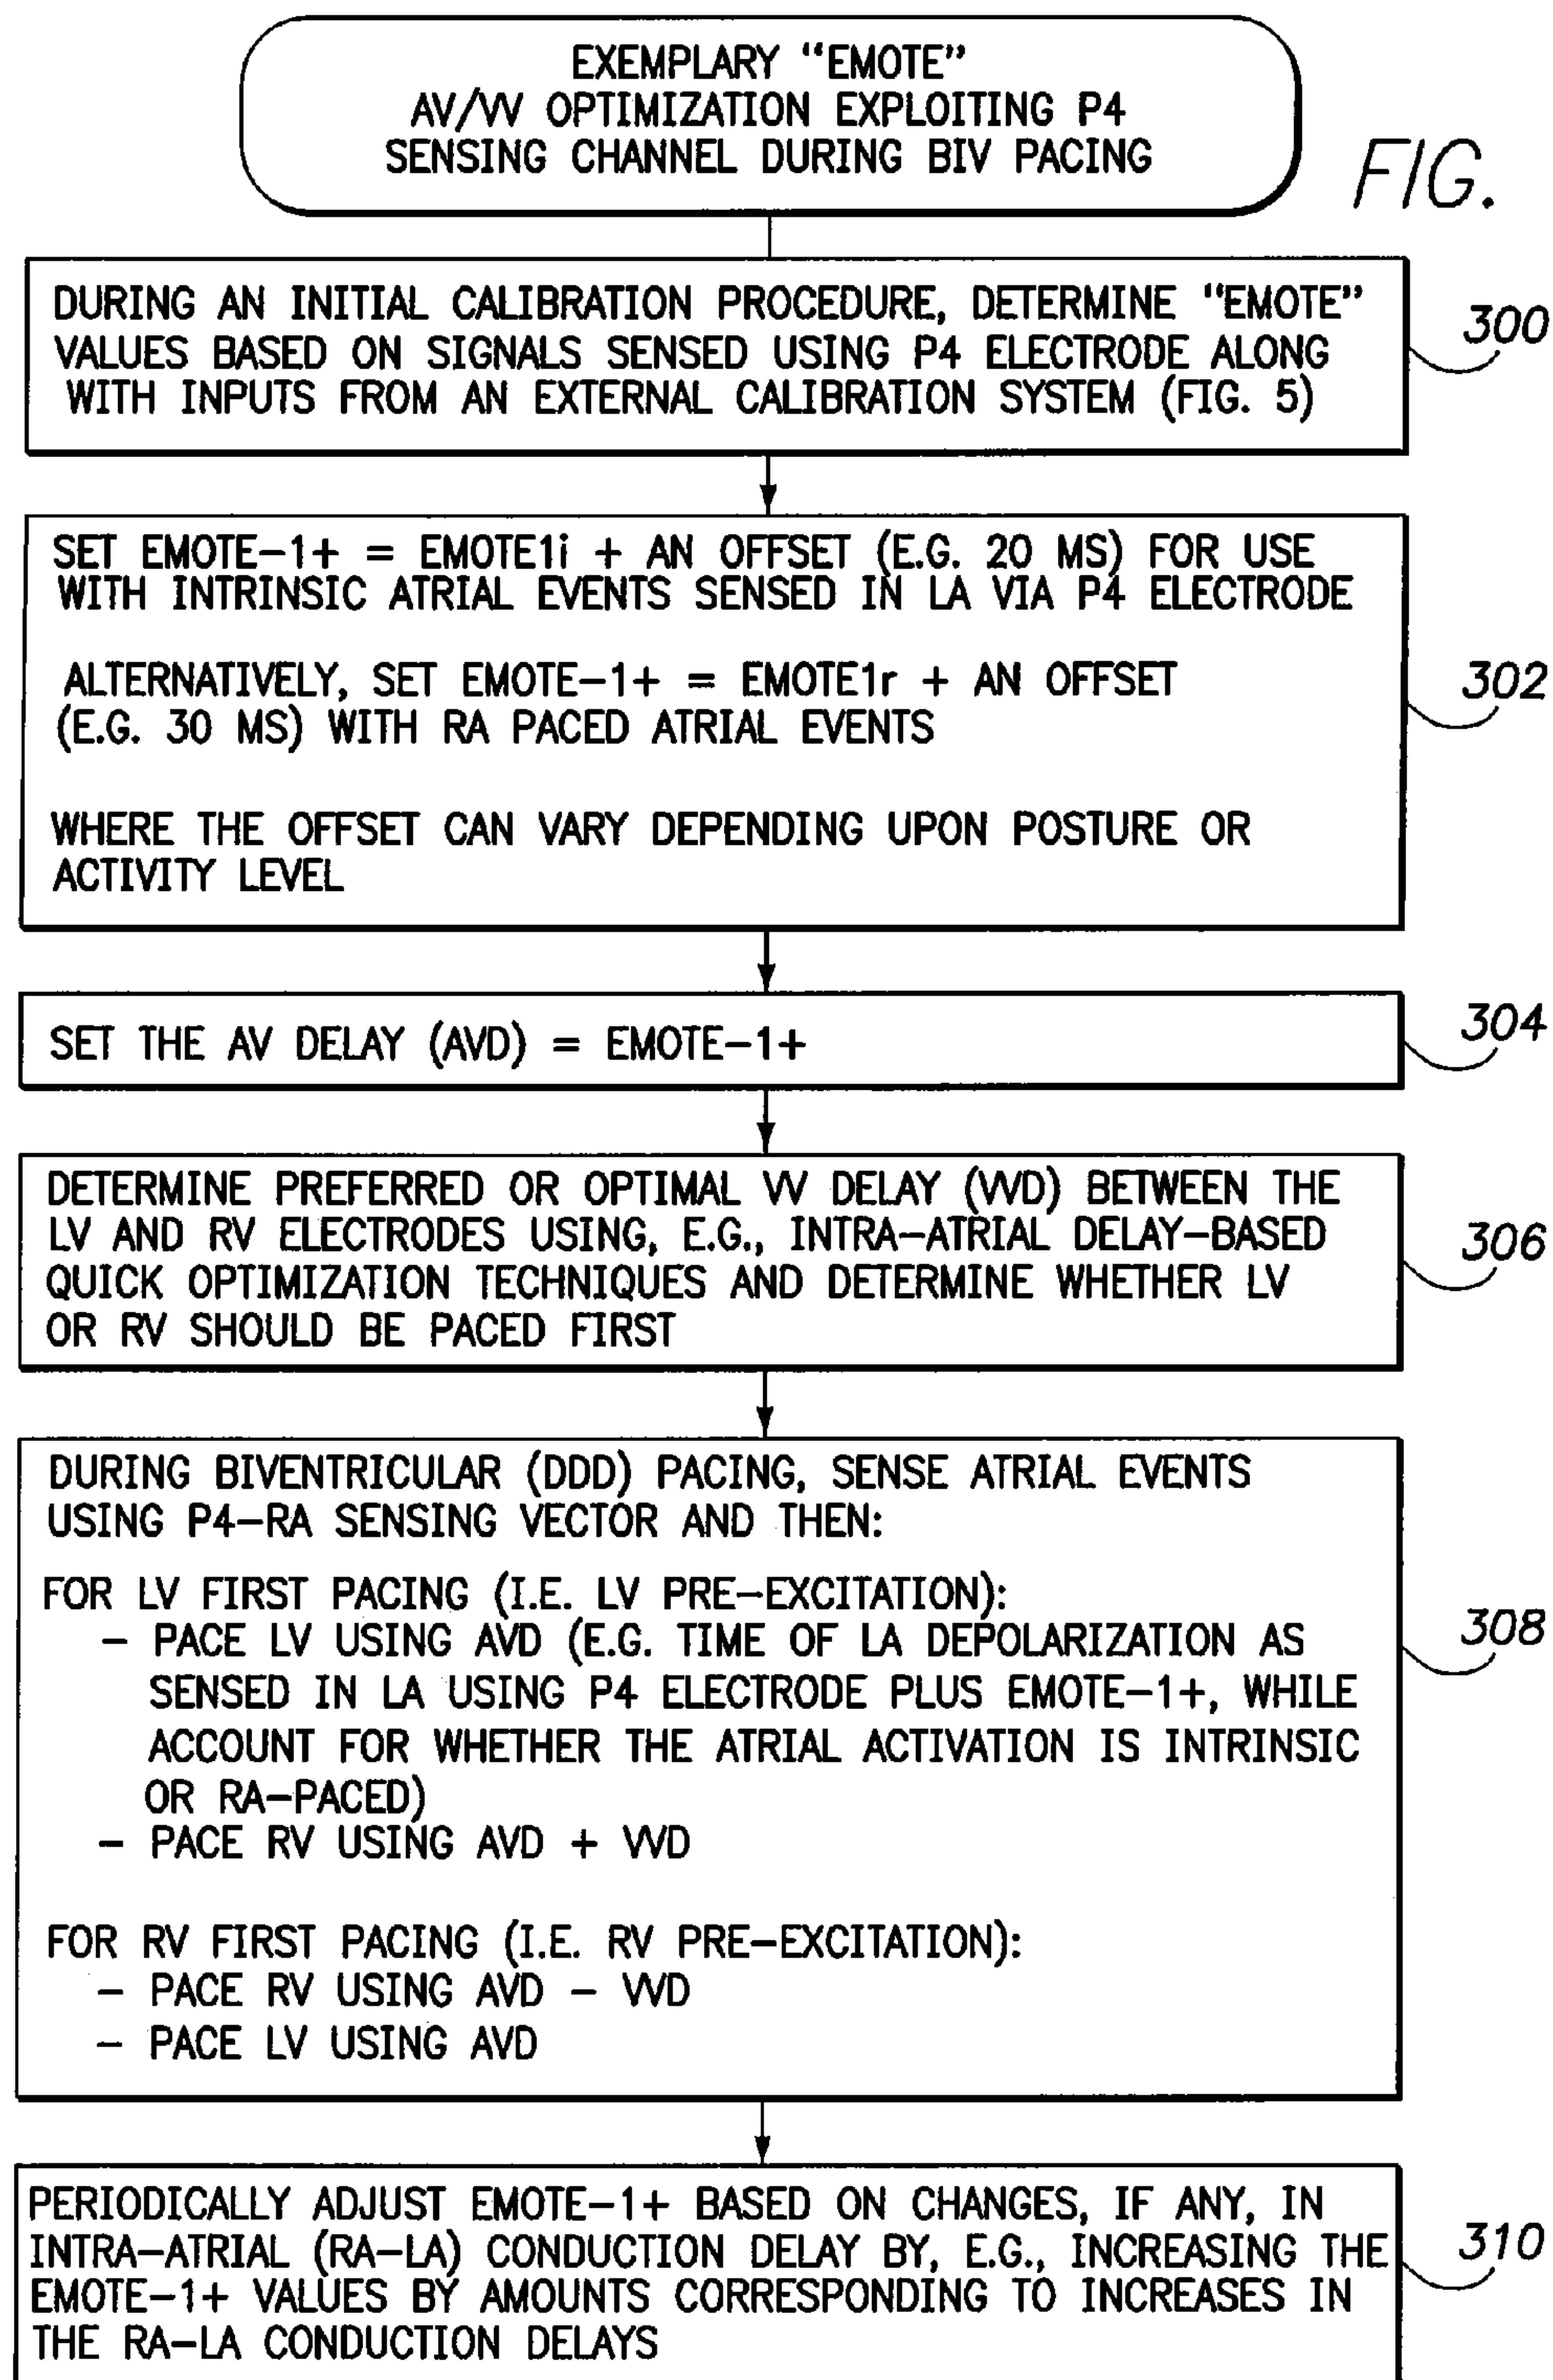 EXEMPLARY "EMOTE"
AV/VV OPTIMIZATION EXPLOITING P4
SENSING CHANNEL DURING BIV PACING
FIG.
DURING AN INITIAL CALIBRATION PROCEDURE, DETERMINE "EMOTE"
VALUES BASED ON SIGNALS SENSED USING P4 ELECTRODE ALONG
WITH INPUTS FROM AN EXTERNAL CALIBRATION SYSTEM (FIG. 5)
300
SET EMOTE-1+ = EMOTE1i + AN OFFSET (E.G. 20 MS) FOR USE
WITH INTRINSIC ATRIAL EVENTS SENSED IN LA VIA P4 ELECTRODE
ALTERNATIVELY, SET EMOTE-1+ = EMOTE1r + AN OFFSET
(E.G. 30 MS) WITH RA PACED ATRIAL EVENTS
WHERE THE OFFSET CAN VARY DEPENDING UPON POSTURE OR
ACTIVITY LEVEL
302
SET THE AV DELAY (AVD) = EMOTE-1+
304
DETERMINE PREFERRED OR OPTIMAL VV DELAY (VVD) BETWEEN THE
LV AND RV ELECTRODES USING, E.G., INTRA-ATRIAL DELAY-BASED
QUICK OPTIMIZATION TECHNIQUES AND DETERMINE WHETHER LV
OR RV SHOULD BE PACED FIRST
306
DURING BIVENTRICULAR (DDD) PACING, SENSE ATRIAL EVENTS
USING P4-RA SENSING VECTOR AND THEN:
FOR LV FIRST PACING (I.E. LV PRE-EXCITATION):
- PACE LV USING AVD (E.G. TIME OF LA DEPOLARIZATION AS
SENSED IN LA USING P4 ELECTRODE PLUS EMOTE-1+, WHILE
ACCOUNT FOR WHETHER THE ATRIAL ACTIVATION IS INTRINSIC
OR RA-PACED)
- PACE RV USING AVD + VVD
FOR RV FIRST PACING (I.E. RV PRE-EXCITATION):
- PACE RV USING AVD - VVD
- PACE LV USING AVD
308
PERIODICALLY ADJUST EMOTE-1+ BASED ON CHANGES, IF ANY, IN
INTRA-ATRIAL (RA-LA) CONDUCTION DELAY BY, E.G., INCREASING THE
EMOTE-1+ VALUES BY AMOUNTS CORRESPONDING TO INCREASES IN
THE RA-LA CONDUCTION DELAYS
310